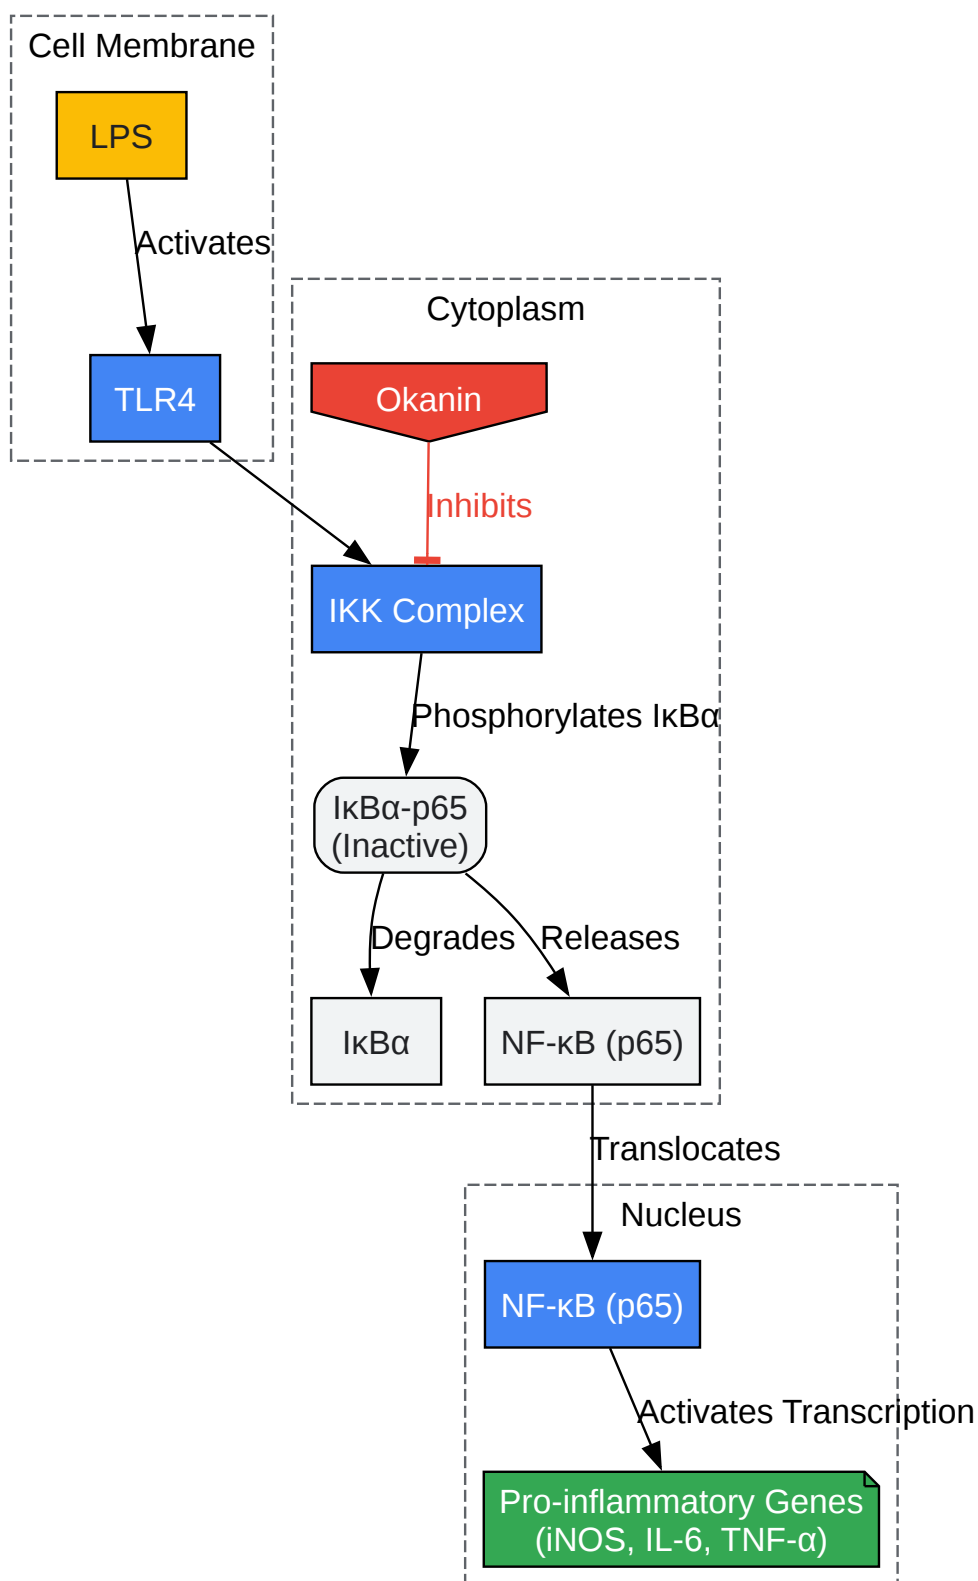 Cell Membrane
LPS
Activates
TLR4
Cytoplasm
Okanin
Inhibits
IKK Complex
Phosphorylates IκBα
IκBα-p65
(Inactive)
Degrades
Releases
IκBα
NF-κB (p65)
Translocates
Nucleus
NF-κB (p65)
Activates Transcription
Pro-inflammatory Genes
(iNOS, IL-6, TNF-α)